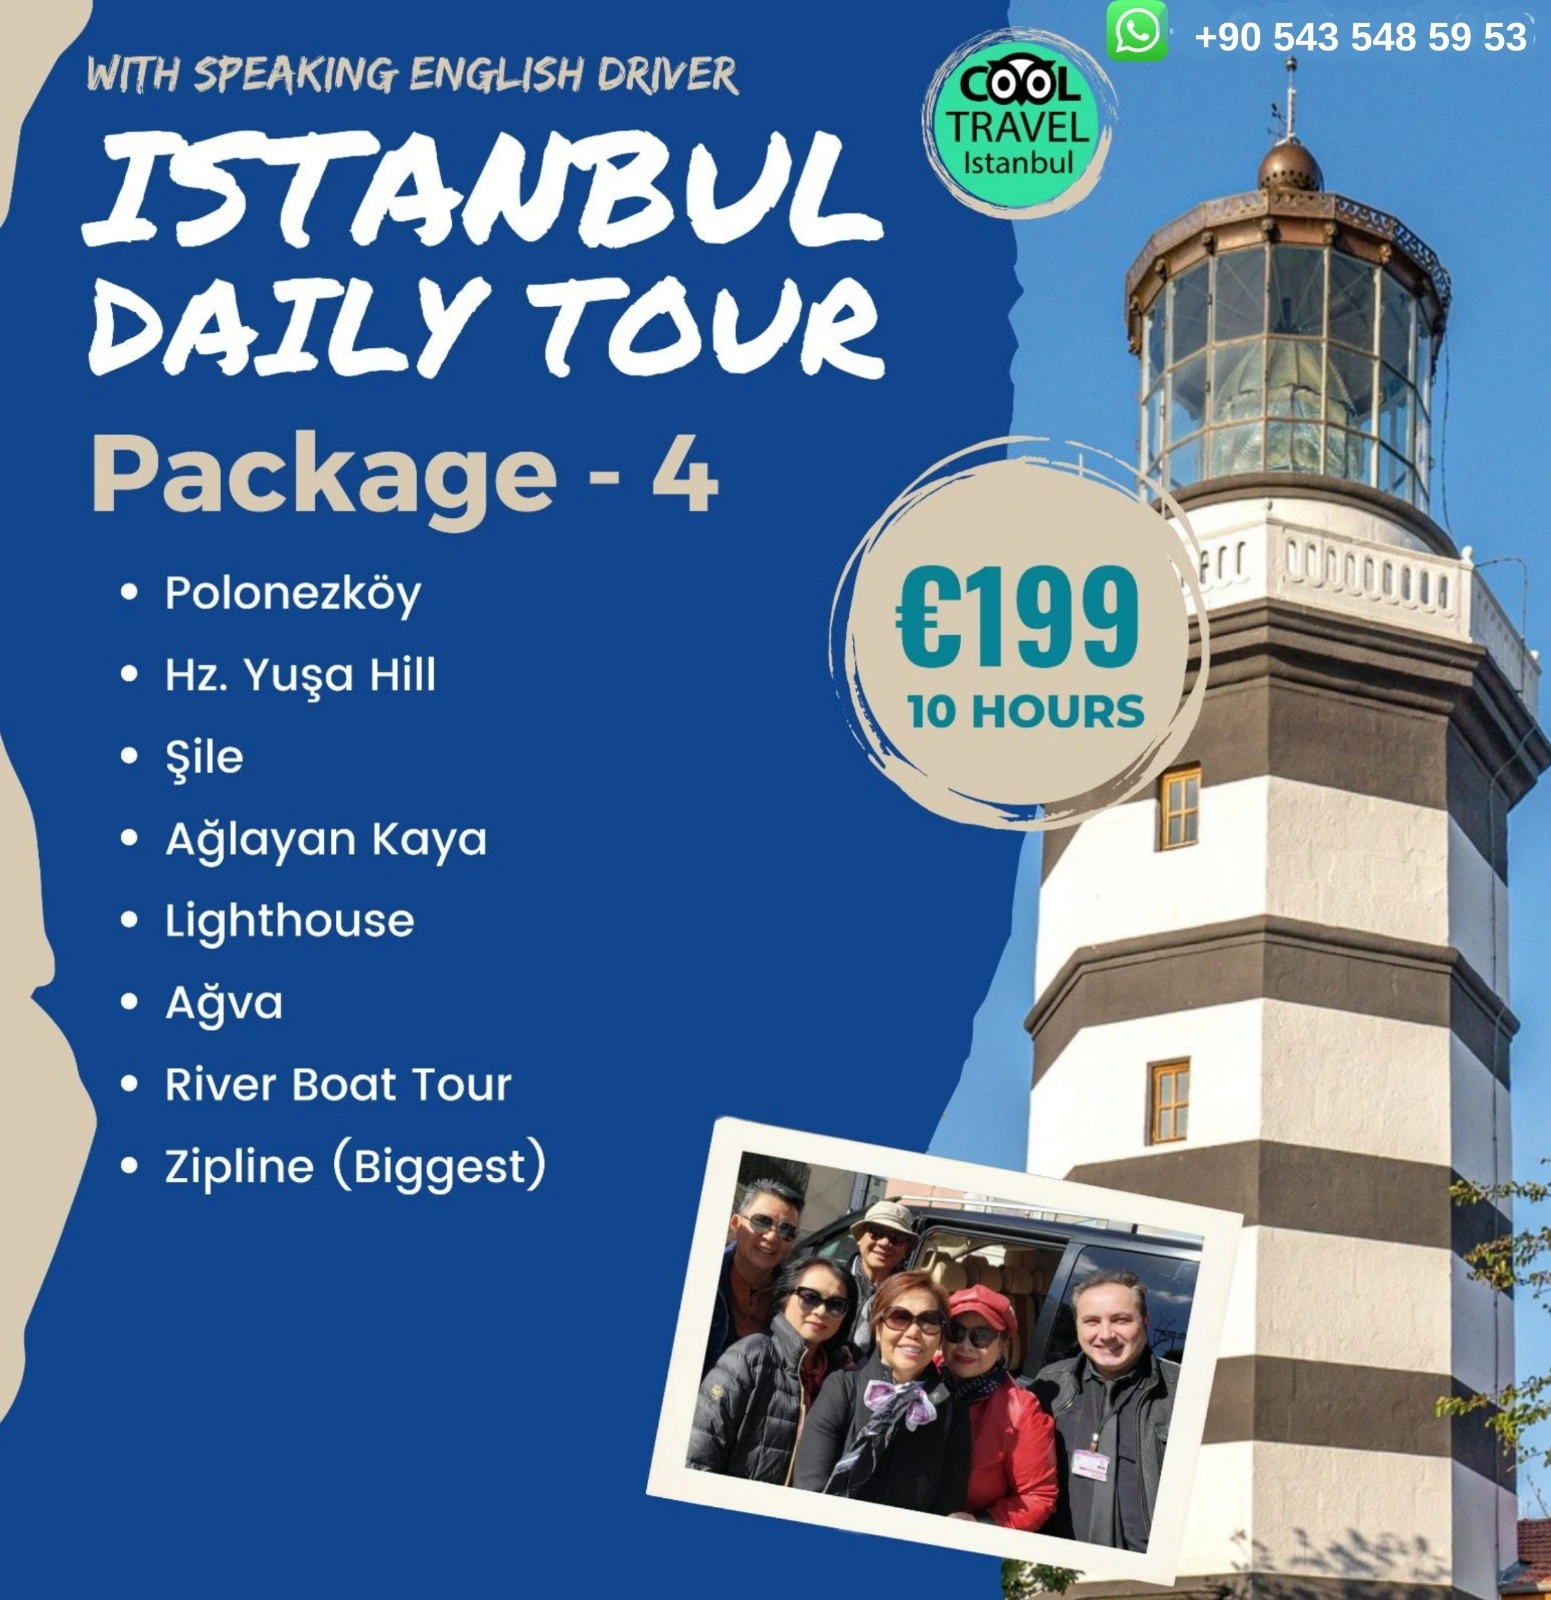 +90 543 548 59 53
WITH SPEAKING ENGLISH DRIVER
COOL
TRAVEL
Istanbul
ISTANBUL
DAILY TOUR
Package - 4
• Polonezköy
• Hz. Yuşa Hill
• Şile
• Ağlayan Kaya
• Lighthouse
• Ağva
• River Boat Tour
• Zipline (Biggest)
€199
10 HOURS